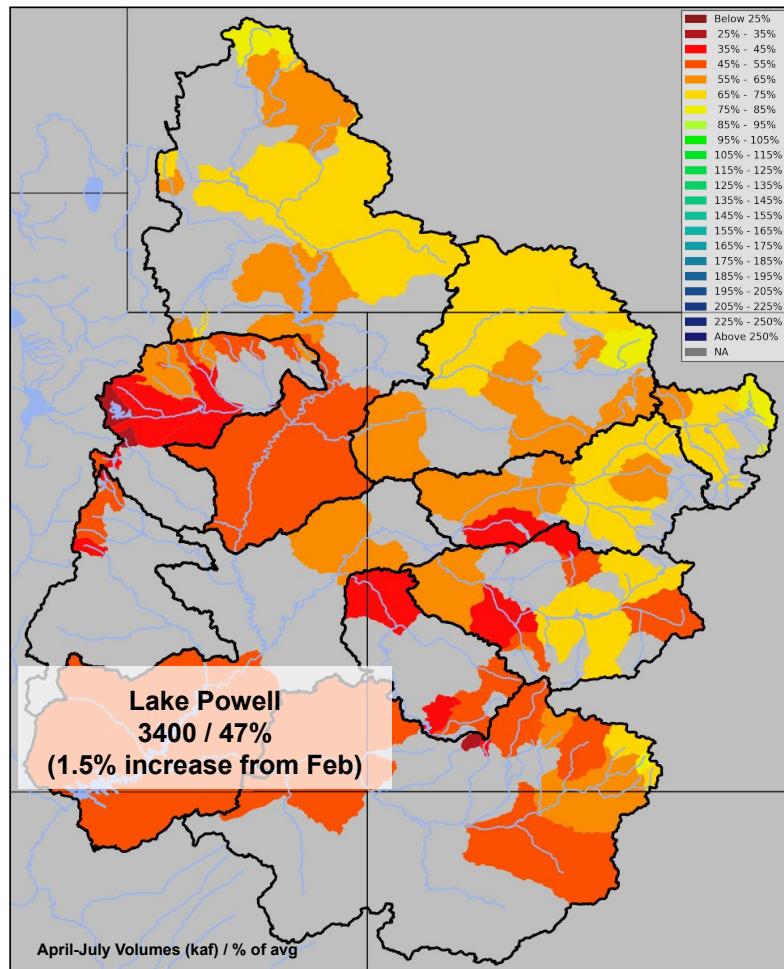 Below 25%
25% - 35%
35% - 45%
45% - 55%
55% - 65%
65% - 75%
75% - 85%
85% - 95%
95% - 105%
105% - 115%
115% - 125%
125% - 135%
135% - 145%
145% - 155%
155% - 165%
165% - 175%
175% - 185%
185% - 195%
195% - 205%
205% - 225%
225% - 250%
Above 250%
NA
Lake Powell
3400 / 47%
(1.5% increase from Feb)
April-July Volumes (kaf) / % of avg